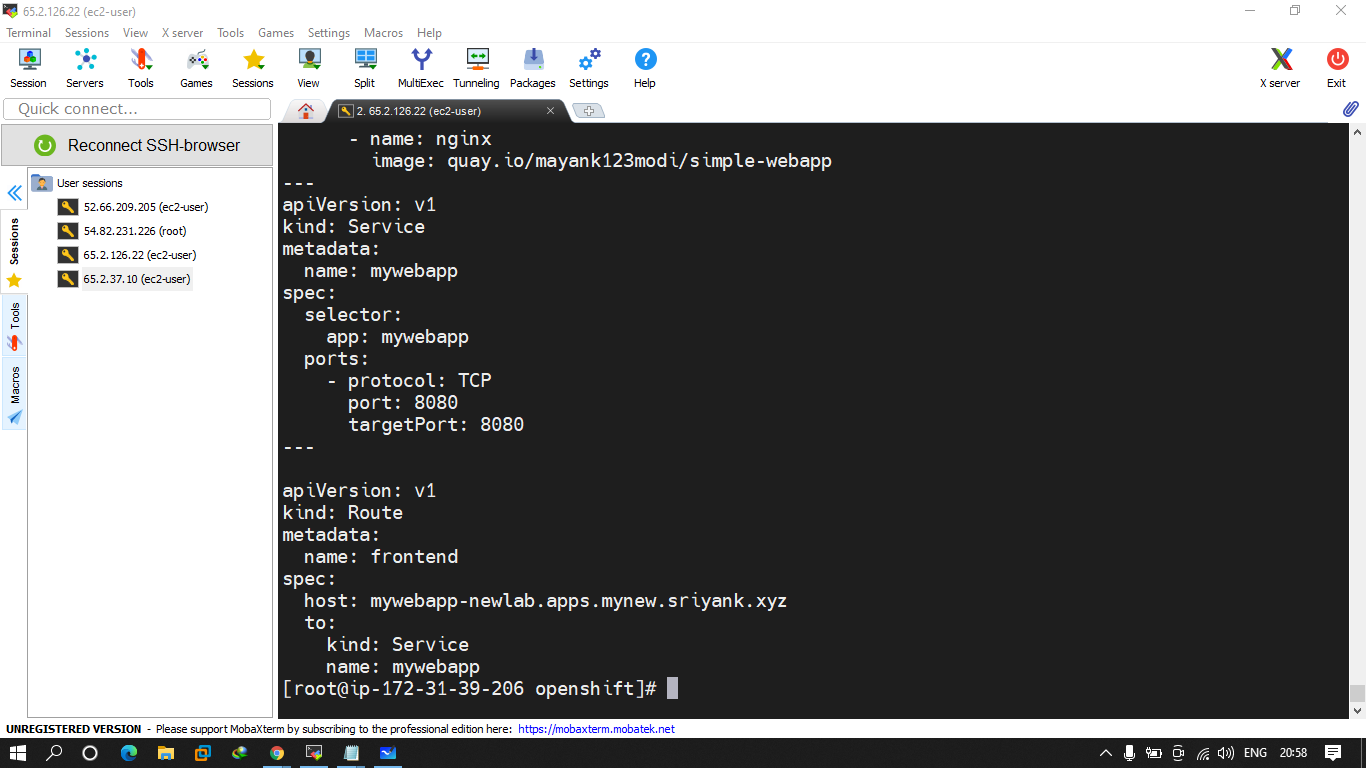 65.2.126.22 (ec2-user)
Terminal Sessions View X server Tools Games Settings Macros Help
Session Servers Tools Games Sessions View Split MultiExec Tunneling Packages Settings Help X server Exit
Quick connect...
2. 65.2.126.22 (ec2-user)
Reconnect SSH-browser
User sessions
52.66.209.205 (ec2-user)
54.82.231.226 (root)
65.2.126.22 (ec2-user)
65.2.37.10 (ec2-user)
Sessions
Tools
Macros
- name: nginx
image: quay.io/mayank123modi/simple-webapp
---
apiVersion: v1
kind: Service
metadata:
name: mywebapp
spec:
selector:
app: mywebapp
ports:
- protocol: TCP
port: 8080
targetPort: 8080
---
apiVersion: v1
kind: Route
metadata:
name: frontend
spec:
host: mywebapp-newlab.apps.mynew.sriyank.xyz
to:
kind: Service
name: mywebapp
[root@ip-172-31-39-206 openshift]#
UNREGISTERED VERSION - Please support MobaXterm by subscribing to the professional edition here: https://mobaxterm.mobatek.net
ENG 20:58